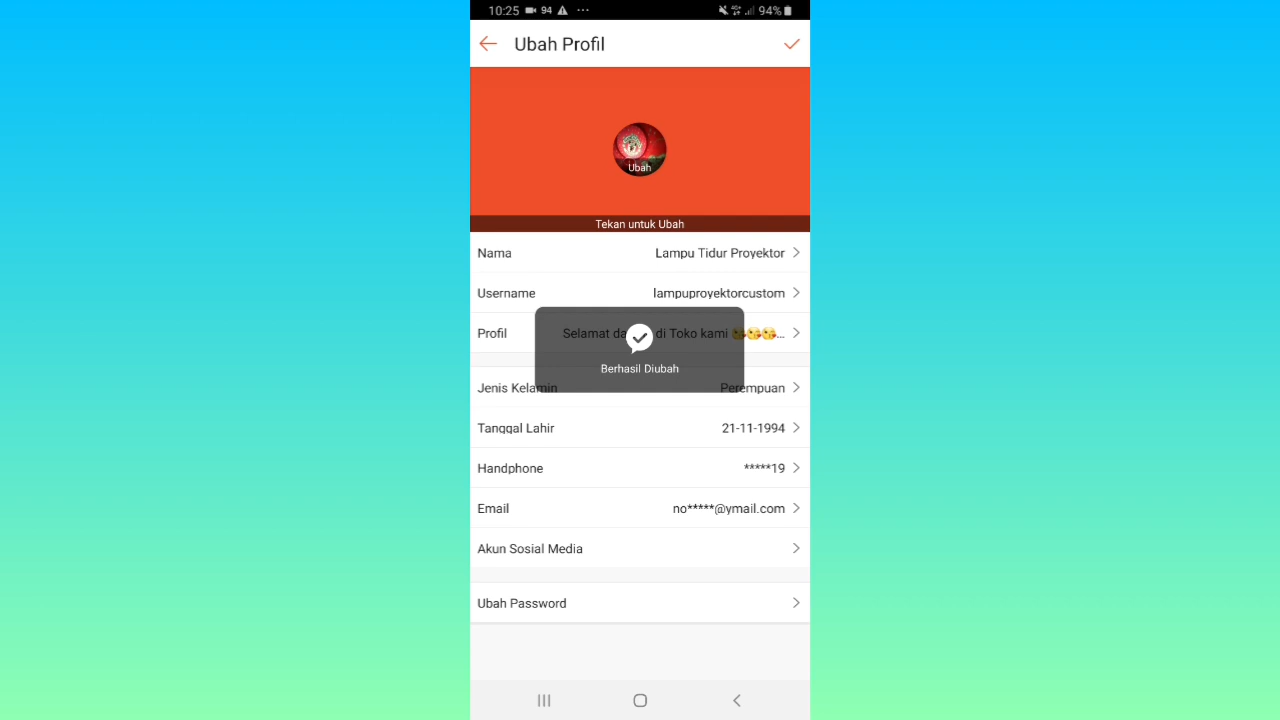 10:25 94 ... 94%
Ubah Profil
Ubah
Tekan untuk Ubah
Nama Lampu Tidur Proyektor
Username lampuproyektorcustom
Profil Selamat da di Toko kami 😘😘😘...
Berhasil Diubah
Jenis Kelamin Perempuan
Tanggal Lahir 21-11-1994
Handphone *****19
Email no*****@ymail.com
Akun Sosial Media
Ubah Password